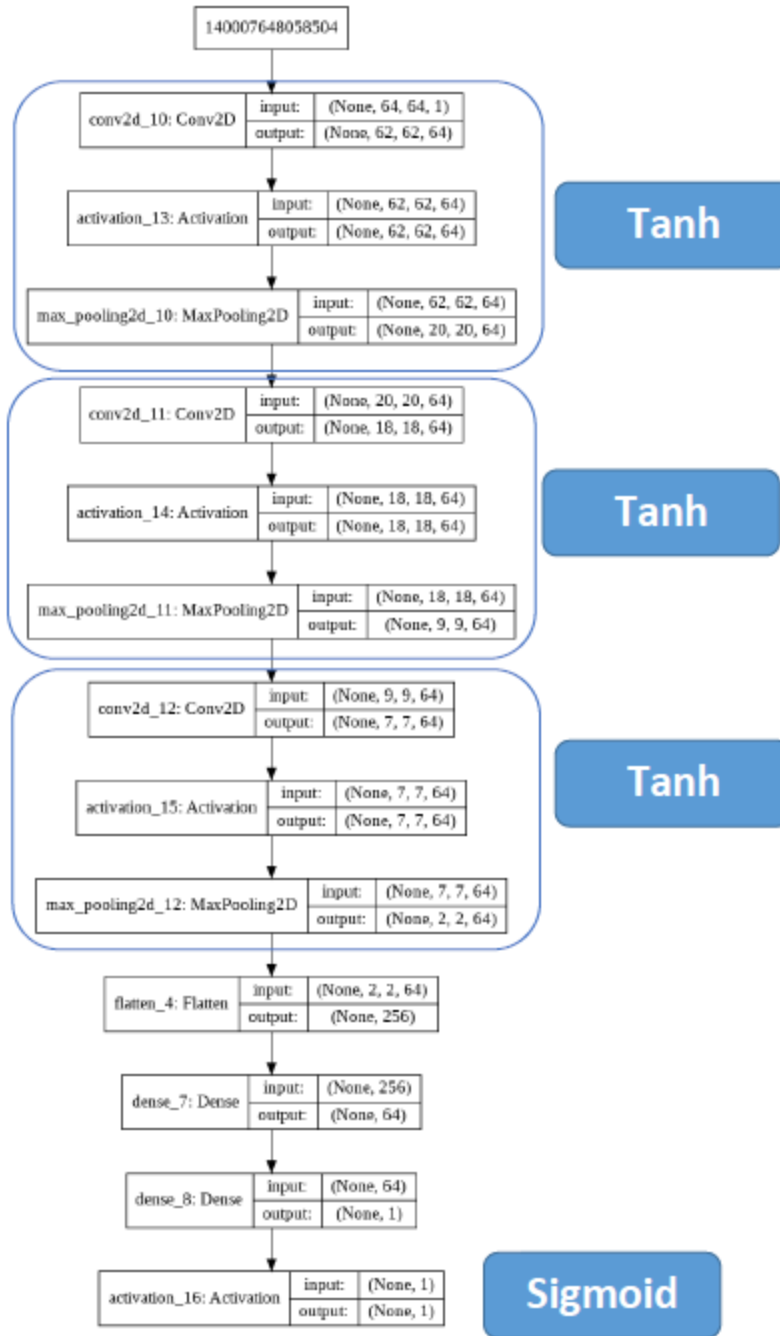 140007648058504
conv2d_10: Conv2D
input: (None, 64, 64, 1)
output: (None, 62, 62, 64)
activation_13: Activation
input: (None, 62, 62, 64)
output: (None, 62, 62, 64)
Tanh
max_pooling2d_10: MaxPooling2D
input: (None, 62, 62, 64)
output: (None, 20, 20, 64)
conv2d_11: Conv2D
input: (None, 20, 20, 64)
output: (None, 18, 18, 64)
activation_14: Activation
input: (None, 18, 18, 64)
output: (None, 18, 18, 64)
Tanh
max_pooling2d_11: MaxPooling2D
input: (None, 18, 18, 64)
output: (None, 9, 9, 64)
conv2d_12: Conv2D
input: (None, 9, 9, 64)
output: (None, 7, 7, 64)
activation_15: Activation
input: (None, 7, 7, 64)
output: (None, 7, 7, 64)
Tanh
max_pooling2d_12: MaxPooling2D
input: (None, 7, 7, 64)
output: (None, 2, 2, 64)
flatten_4: Flatten
input: (None, 2, 2, 64)
output: (None, 256)
dense_7: Dense
input: (None, 256)
output: (None, 64)
dense_8: Dense
input: (None, 64)
output: (None, 1)
activation_16: Activation
input: (None, 1)
output: (None, 1)
Sigmoid